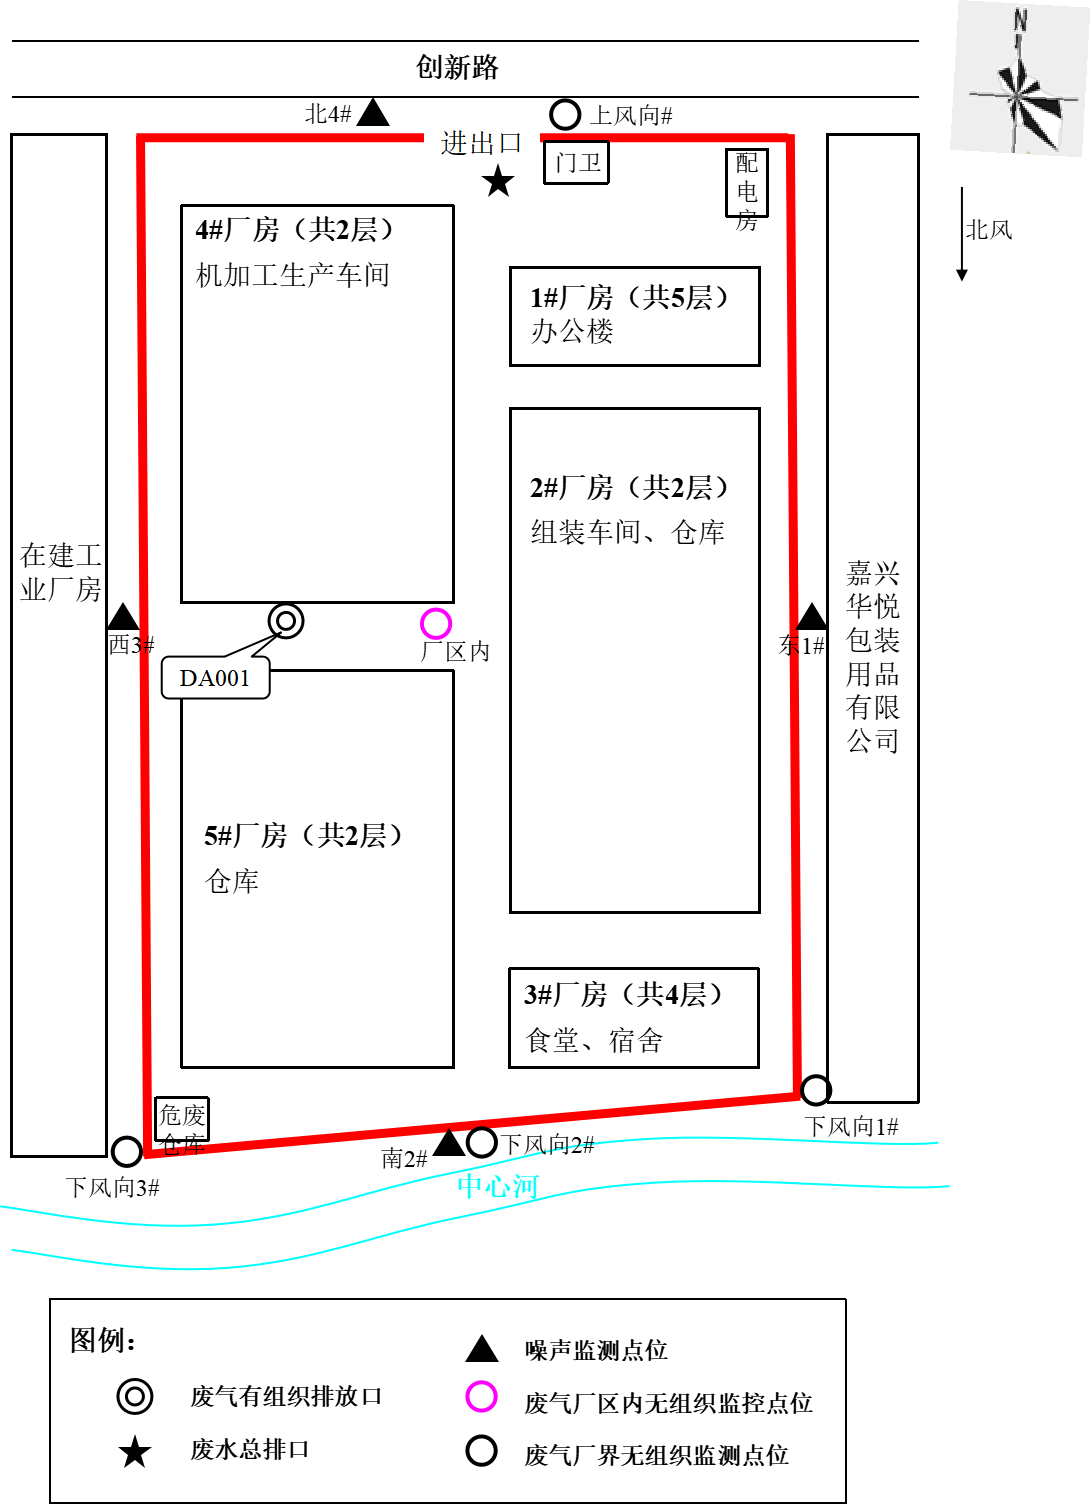 N
创新路
北4#
上风向#
进出口
门卫
配
电
房
北风
4#厂房（共2层）
机加工生产车间
1#厂房（共5层）
办公楼
2#厂房（共2层）
组装车间、仓库
在建工
业厂房
嘉兴
华悦
包装
用品
有限
公司
西3#
厂区内
东1#
DA001
5#厂房（共2层）
仓库
3#厂房（共4层）
食堂、宿舍
危废
仓库
下风向1#
南2#
下风向2#
下风向3#
中心河
图例：
噪声监测点位
废气有组织排放口
废气厂区内无组织监控点位
废水总排口
废气厂界无组织监测点位